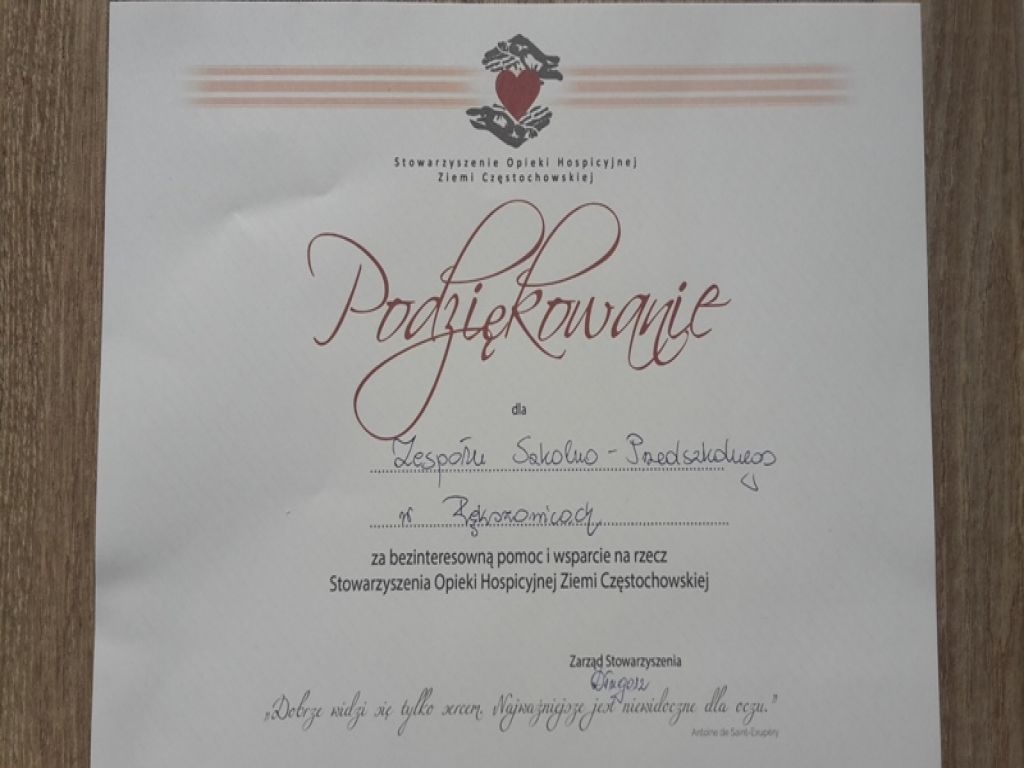 Stowarzyszenie Opieki Hospicyjnej
Ziemi Częstochowskiej
Podziękowanie
dla
Zespołu Szkolno - Przedszkolnego
w Rększowicach
za bezinteresowną pomoc i wsparcie na rzecz
Stowarzyszenia Opieki Hospicyjnej Ziemi Częstochowskiej
Zarząd Stowarzyszenia
Długosz
„Dobrze widzi się tylko sercem. Najważniejsze jest niewidoczne dla oczu.”
Antoine de Saint-Exupéry